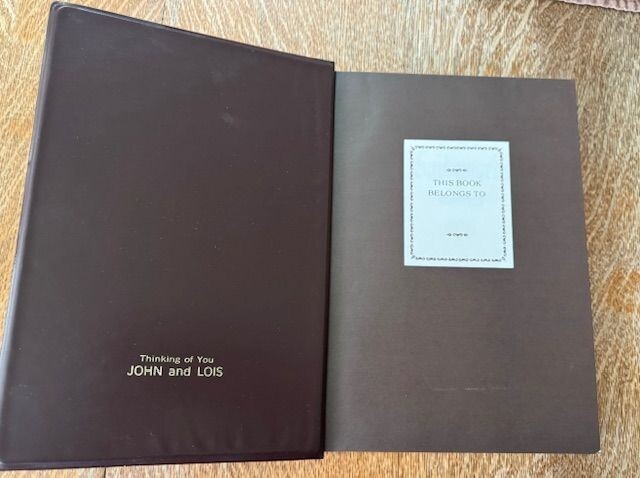 Thinking of You
JOHN and LOIS
THIS BOOK
BELONGS TO